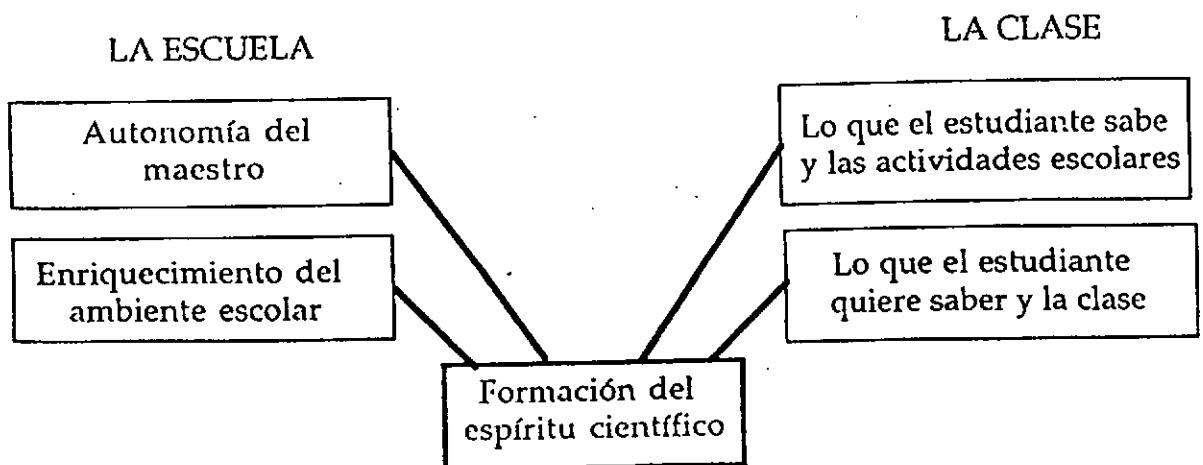 LA ESCUELA
Autonomía del
maestro
Enriquecimiento del
ambiente escolar
LA CLASE
Lo que el estudiante sabe
y las actividades escolares
Lo que el estudiante
quiere saber y la clase
Formación del
espíritu científico